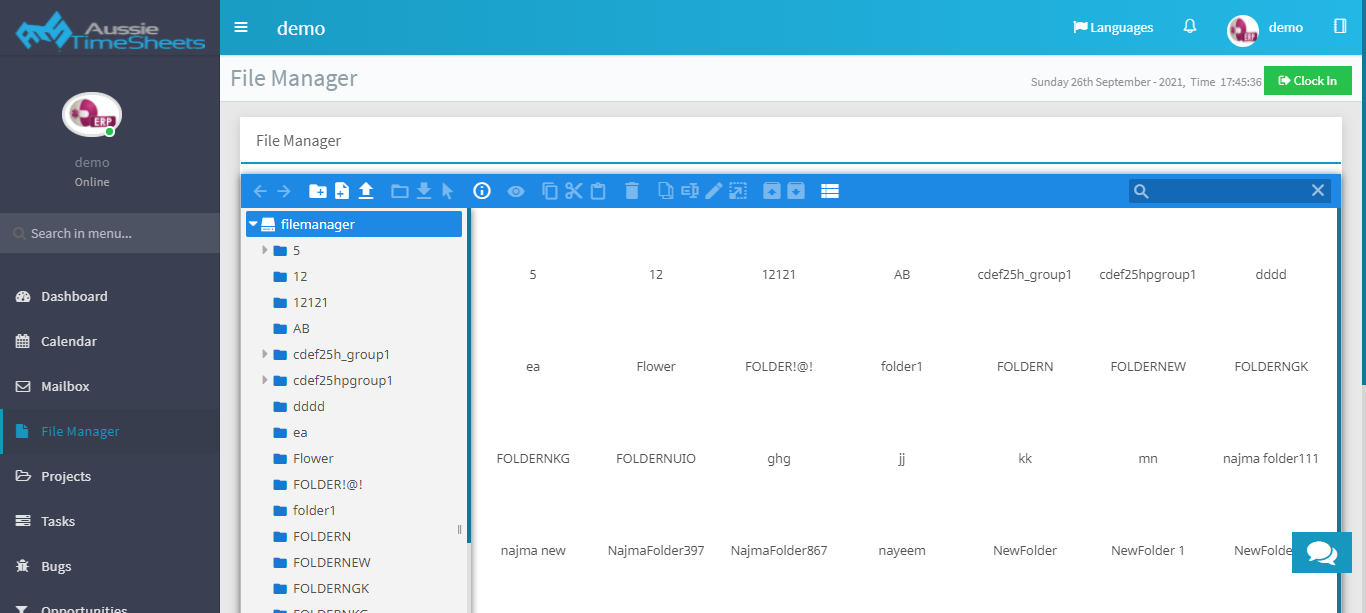 Aussie
TimeSheets
demo
Languages
demo
File Manager
Sunday 26th September - 2021, Time 17:45:36
Clock In
ERP
demo
Online
Search in menu...
Dashboard
Calendar
Mailbox
File Manager
Projects
Tasks
Bugs
Opportunities
File Manager
filemanager
5
12
12121
AB
cdef25h_group1
cdef25hpgroup1
dddd
ea
Flower
FOLDER!@!
folder1
FOLDERN
FOLDERNEW
FOLDERNGK
FOLDERNKG
5 12 12121 AB cdef25h_group1 cdef25hpgroup1 dddd
ea Flower FOLDER!@! folder1 FOLDERN FOLDERNEW FOLDERNGK
FOLDERNKG FOLDERNUIO ghg jj kk mn najma folder111
najma new NajmaFolder397 NajmaFolder867 nayeem NewFolder NewFolder 1